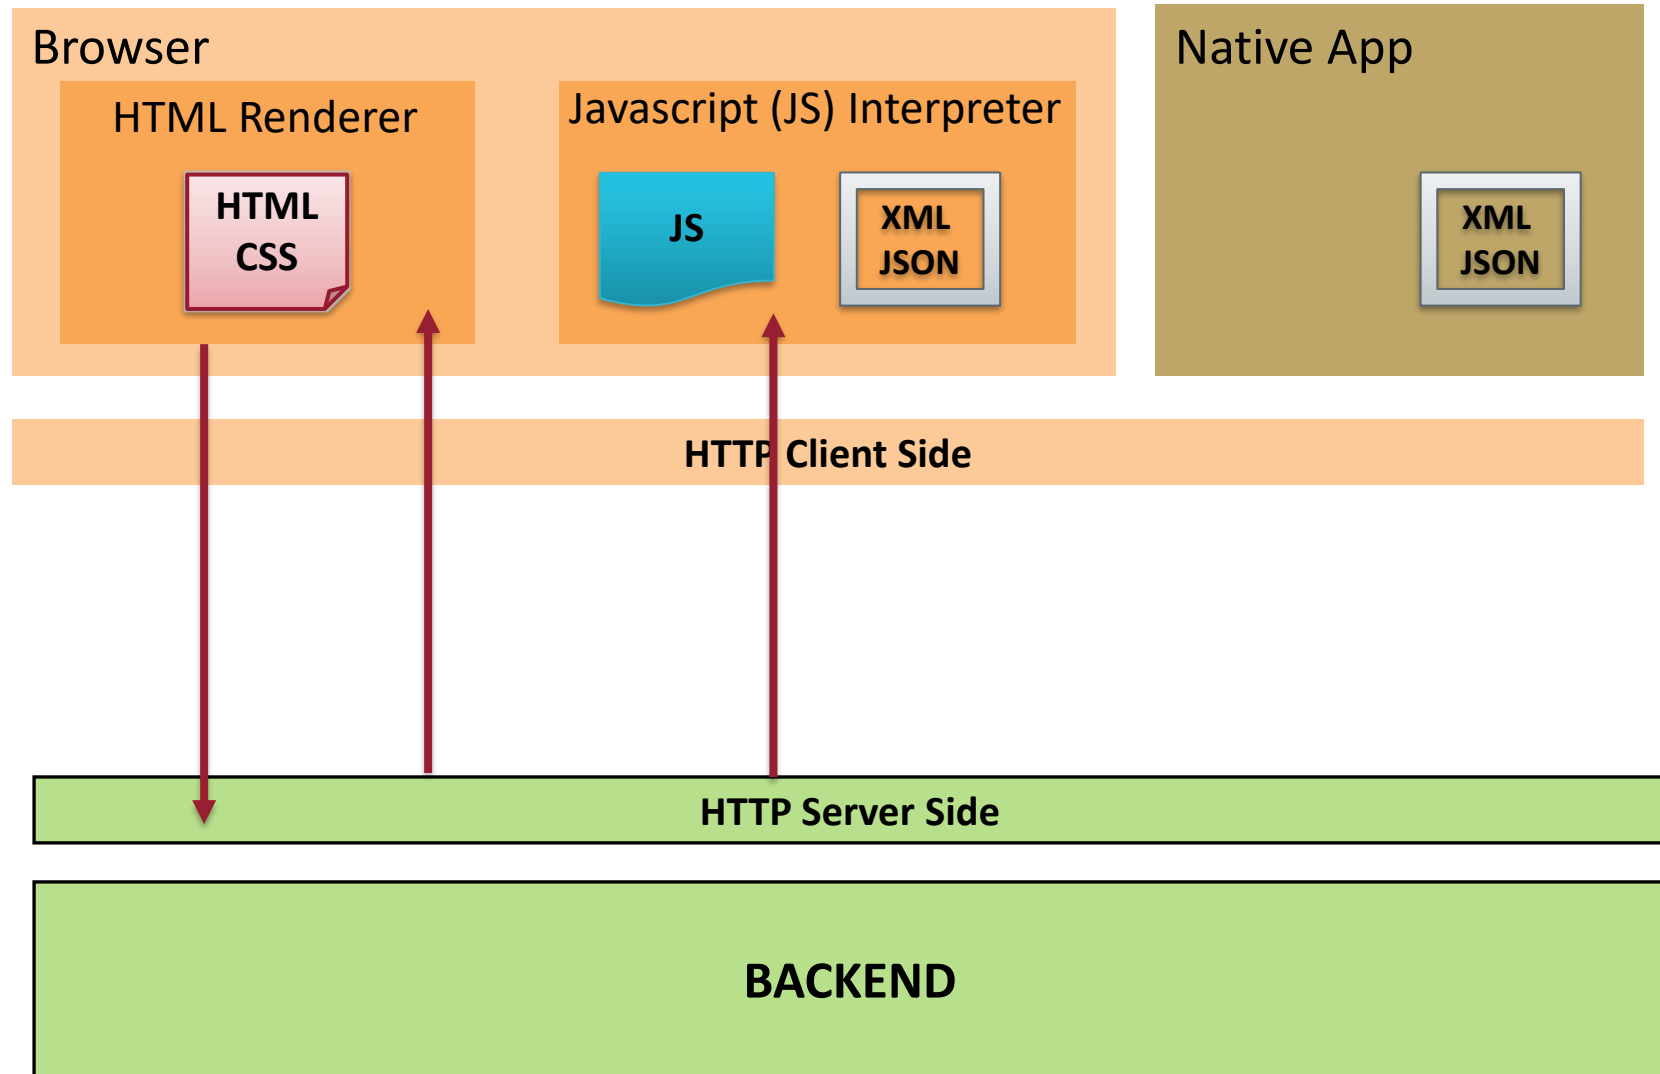 Browser
Native App
HTML Renderer
Javascript (JS) Interpreter
HTML
CSS
JS
XML
JSON
XML
JSON
HTTP Client Side
HTTP Server Side
BACKEND